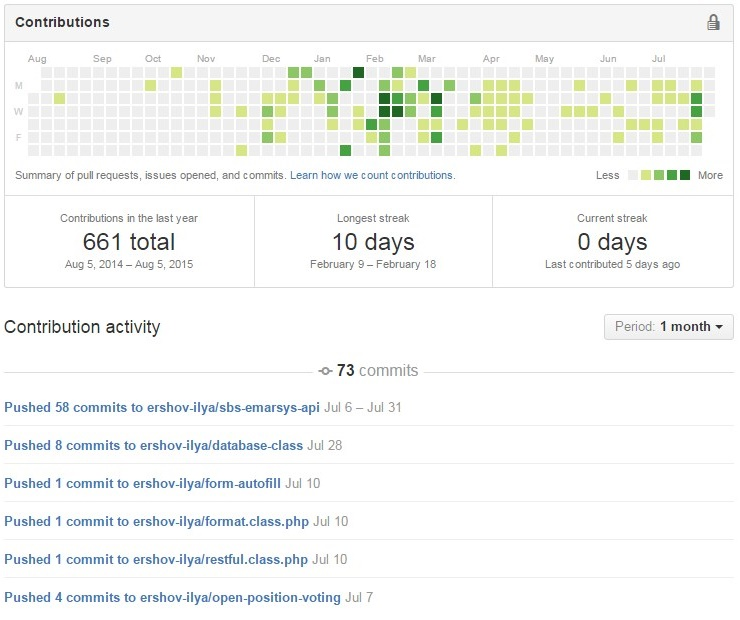 Contributions
Aug Sep Oct Nov Dec Jan Feb Mar Apr May Jun Jul
M
W
F
Summary of pull requests, issues opened, and commits. Learn how we count contributions. Less More
Contributions in the last year
661 total
Aug 5, 2014 – Aug 5, 2015
Longest streak
10 days
February 9 – February 18
Current streak
0 days
Last contributed 5 days ago
Contribution activity Period: 1 month
73 commits
Pushed 58 commits to ershov-ilya/sbs-emarsys-api Jul 6 – Jul 31
Pushed 8 commits to ershov-ilya/database-class Jul 28
Pushed 1 commit to ershov-ilya/form-autofill Jul 10
Pushed 1 commit to ershov-ilya/format.class.php Jul 10
Pushed 1 commit to ershov-ilya/restful.class.php Jul 10
Pushed 4 commits to ershov-ilya/open-position-voting Jul 7